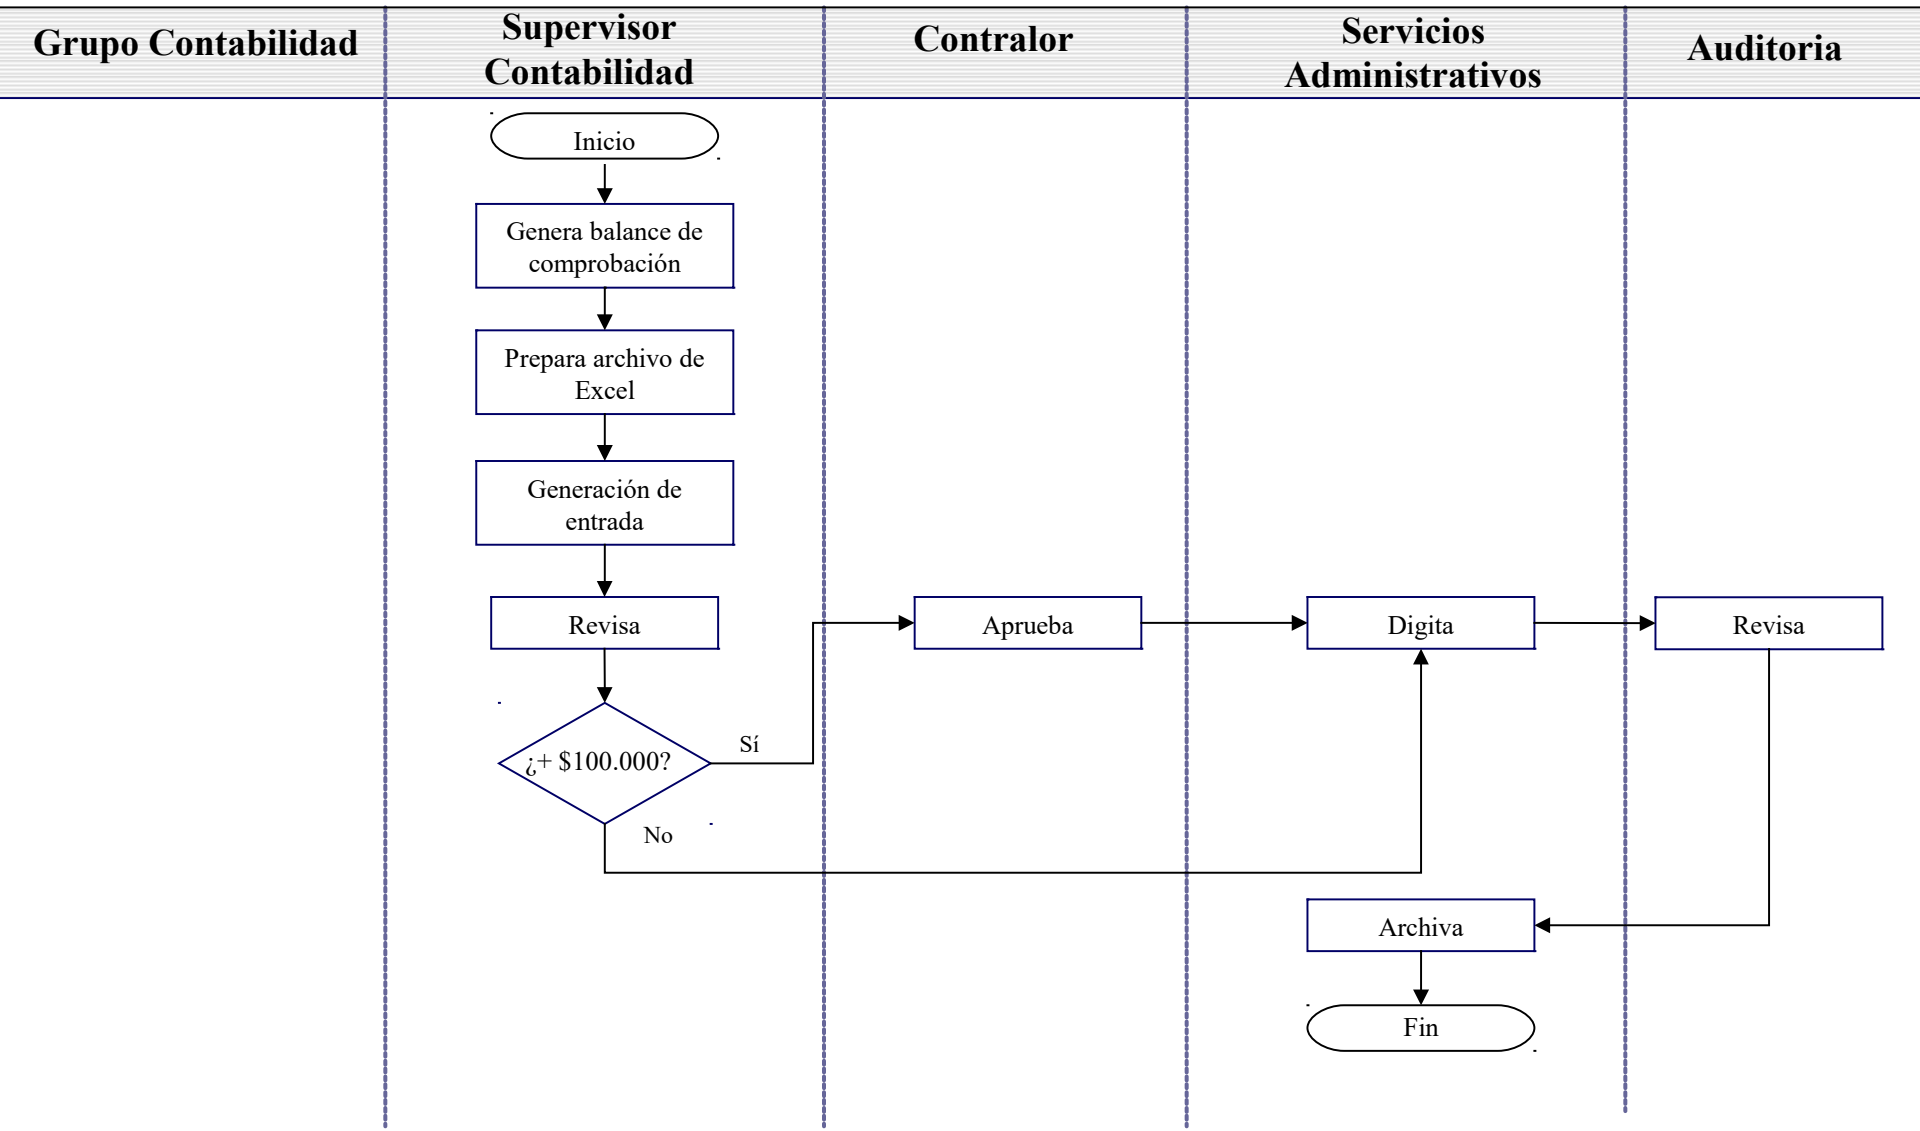 Grupo Contabilidad
Supervisor
Contabilidad
Contralor
Servicios
Administrativos
Auditoria
Inicio
Genera balance de
comprobación
Prepara archivo de
Excel
Generación de
entrada
Revisa
Aprueba
Digita
Revisa
¿+ $100.000?
Sí
No
Archiva
Fin